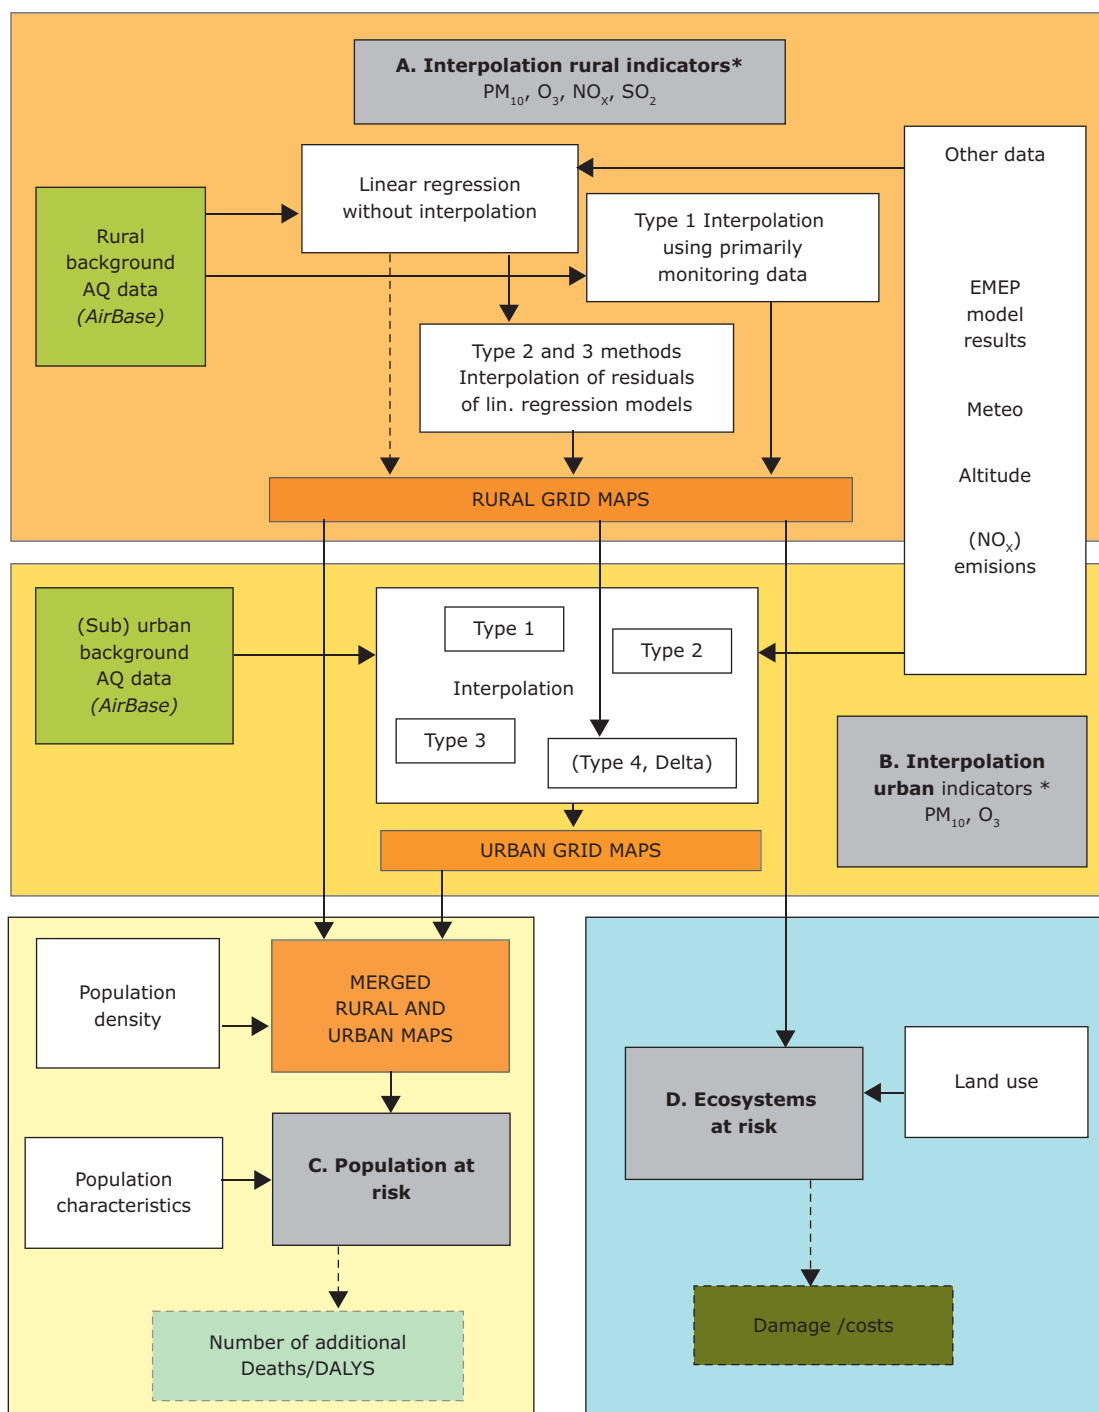 A. Interpolation rural indicators*
PM₁₀, O₃, NOₓ, SO₂
Other data
EMEP
model
results
Meteo
Altitude
(NOₓ)
emisions
Linear regression
without interpolation
Rural
background
AQ data
(AirBase)
Type 1 Interpolation
using primarily
monitoring data
Type 2 and 3 methods
Interpolation of residuals
of lin. regression models
RURAL GRID MAPS
(Sub) urban
background
AQ data
(AirBase)
Type 1
Type 2
Interpolation
Type 3
(Type 4, Delta)
B. Interpolation
urban indicators *
PM₁₀, O₃
URBAN GRID MAPS
Population
density
MERGED
RURAL AND
URBAN MAPS
Population
characteristics
C. Population at
risk
Number of additional
Deaths/DALYS
D. Ecosystems
at risk
Land use
Damage /costs